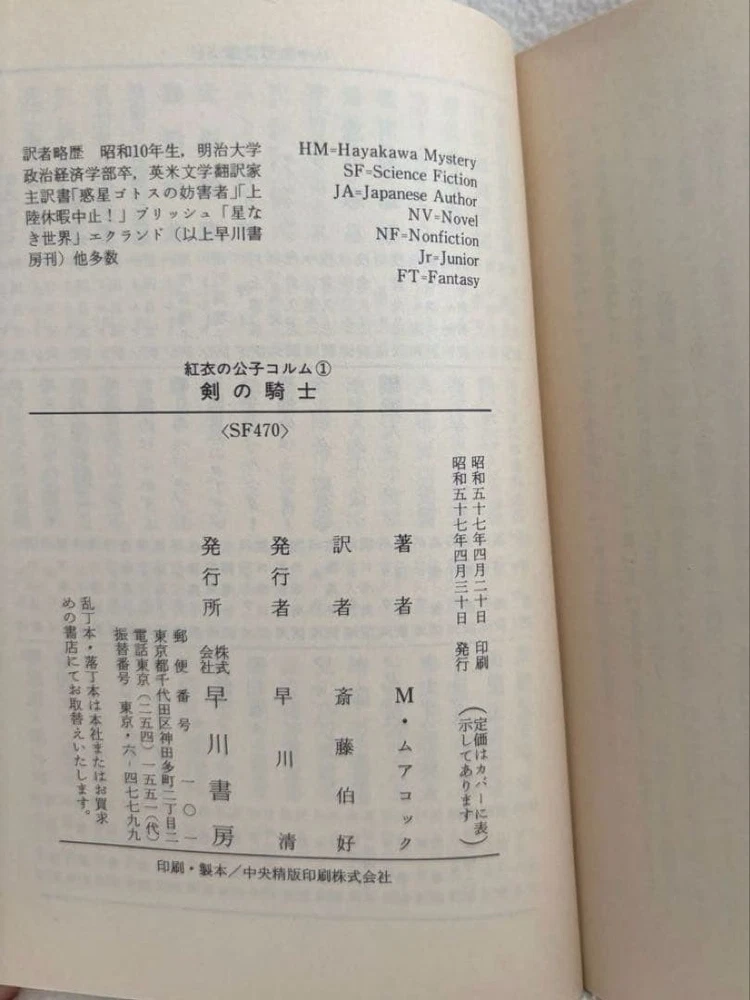 訳者略歴　昭和10年生，明治大学
政治経済学部卒，英米文学翻訳家
主訳書「惑星ゴトスの妨害者」「上
陸休暇中止！」ブリッシュ「星な
き世界」エクランド（以上早川書
房刊）他多数
HM=Hayakawa Mystery
SF=Science Fiction
JA=Japanese Author
NV=Novel
NF=Nonfiction
Jr=Junior
FT=Fantasy
紅衣の公子コルム①
剣の騎士
〈SF470〉
昭和五十七年四月二十日　印刷
昭和五十七年四月三十日　発行
（定価はカバーに表示してあります）
著者　M・ムアコック
訳者　斎藤伯好
発行者　早川　清
発行所　株式会社　早川書房
郵便番号　一〇一
東京都千代田区神田多町二丁目二
電話東京（二五四）一五五一（代）
振替番号　東京・六－四七七九九
乱丁本・落丁本は本社またはお買求
めの書店にてお取替えいたします。
印刷・製本／中央精版印刷株式会社